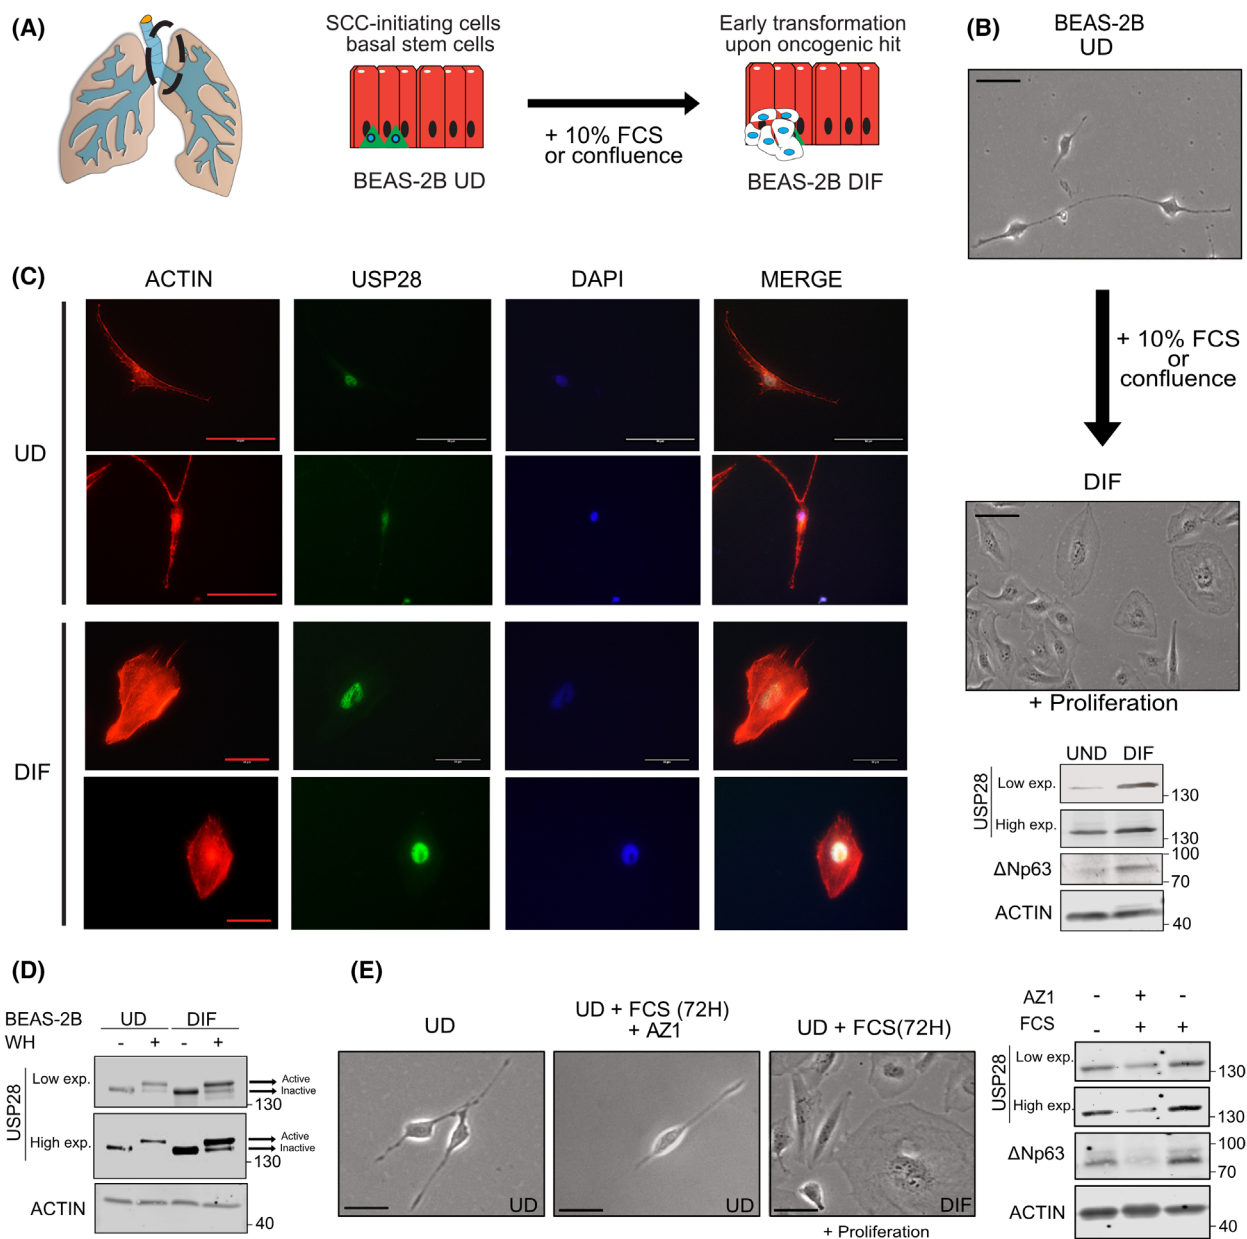 (A)
SCC-initiating cells
basal stem cells
BEAS-2B UD
+ 10% FCS
or confluence
Early transformation
upon oncogenic hit
BEAS-2B DIF
(B)
BEAS-2B
UD
+ 10% FCS
or
confluence
DIF
+ Proliferation
UND DIF
USP28
Low exp.
130
High exp.
130
100
ΔNp63
70
ACTIN
40
(C)
ACTIN USP28 DAPI MERGE
UD
DIF
(D)
BEAS-2B UD DIF
WH - + - +
USP28
Low exp.
Active
Inactive
130
High exp.
Active
Inactive
130
ACTIN
40
(E)
UD
UD
UD + FCS (72H)
+ AZ1
UD
UD + FCS(72H)
DIF
+ Proliferation
AZ1 - + -
FCS - + +
USP28
Low exp.
130
High exp.
130
ΔNp63
100
70
ACTIN
40